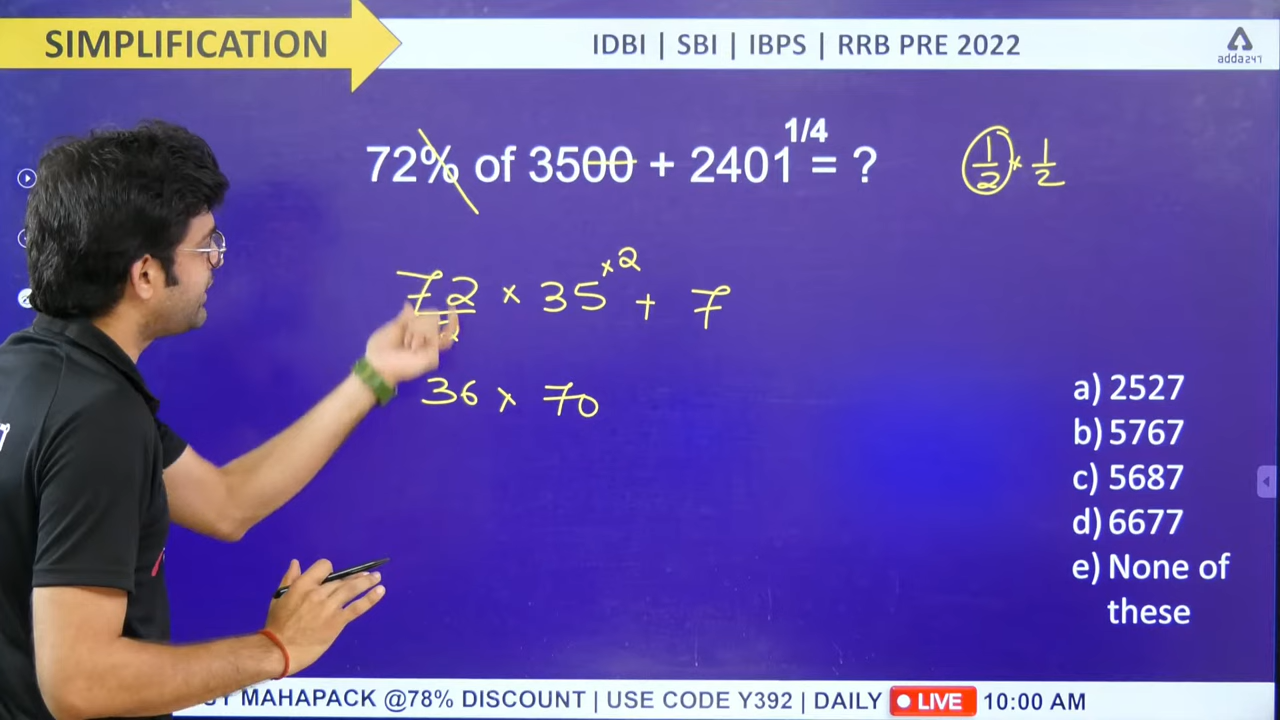 SIMPLIFICATION
IDBI | SBI | IBPS | RRB PRE 2022
adda247
72% of 3500 + 2401^1/4 = ?
1/2 × 1/2
72/2 × 35^×2 + 7
36 × 70
a) 2527
b) 5767
c) 5687
d) 6677
e) None of
these
MAHAPACK @78% DISCOUNT | USE CODE Y392 | DAILY LIVE 10:00 AM